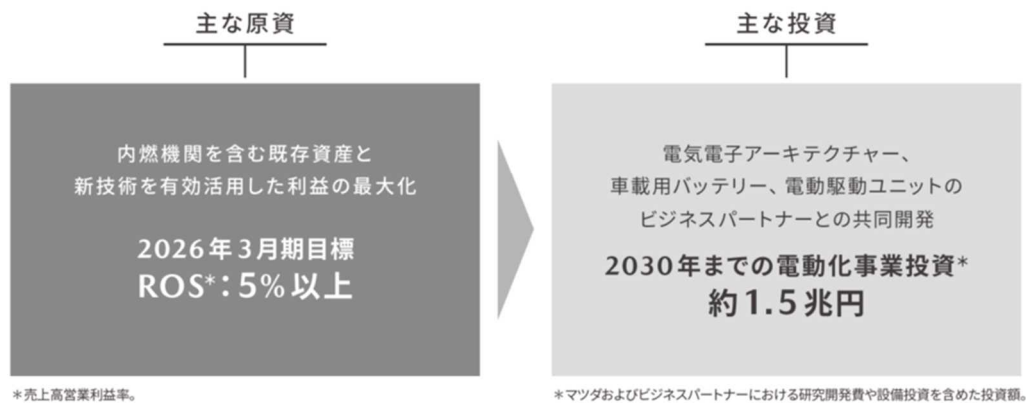 主な原資
内燃機関を含む既存資産と
新技術を有効活用した利益の最大化
2026年3月期目標
ROS*:5%以上
*売上高営業利益率。
主な投資
電気電子アーキテクチャー、
車載用バッテリー、電動駆動ユニットの
ビジネスパートナーとの共同開発
2030年までの電動化事業投資*
約1.5兆円
*マツダおよびビジネスパートナーにおける研究開発費や設備投資を含めた投資額。